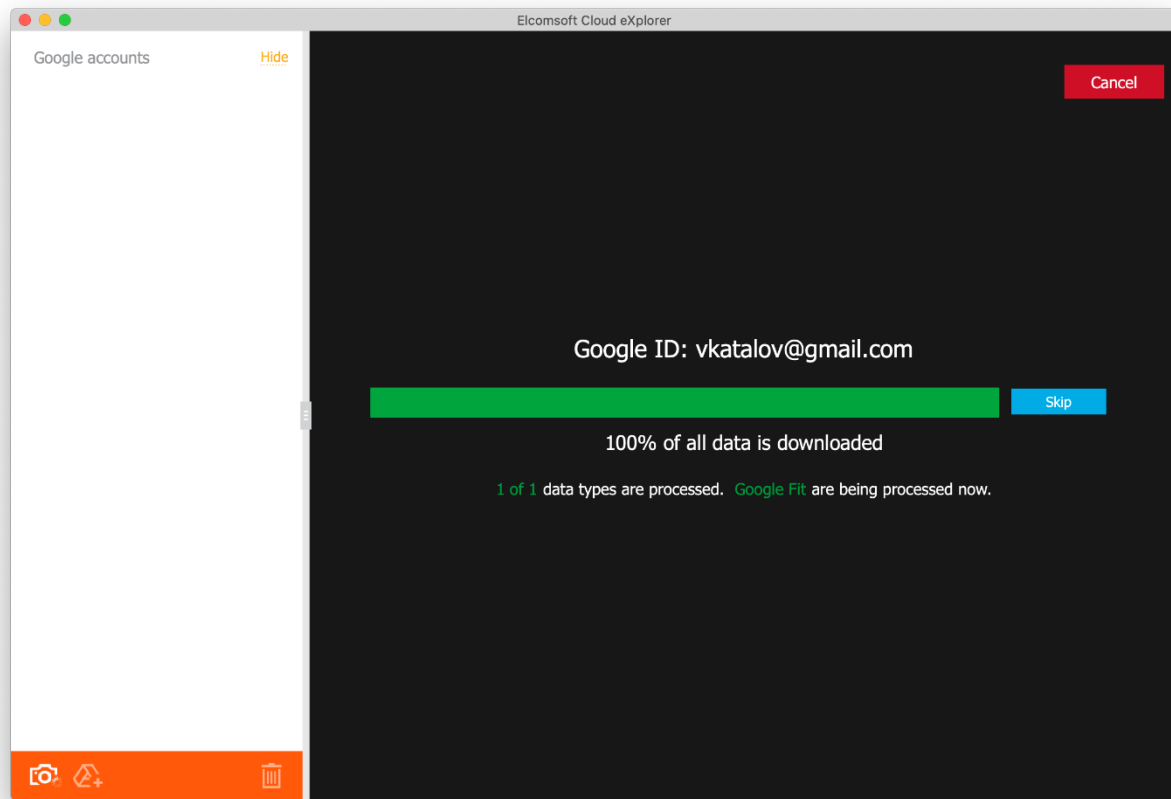 Elcomsoft Cloud eXplorer
Google accounts
Hide
Cancel
Google ID: vkatalov@gmail.com
Skip
100% of all data is downloaded
1 of 1 data types are processed. Google Fit are being processed now.